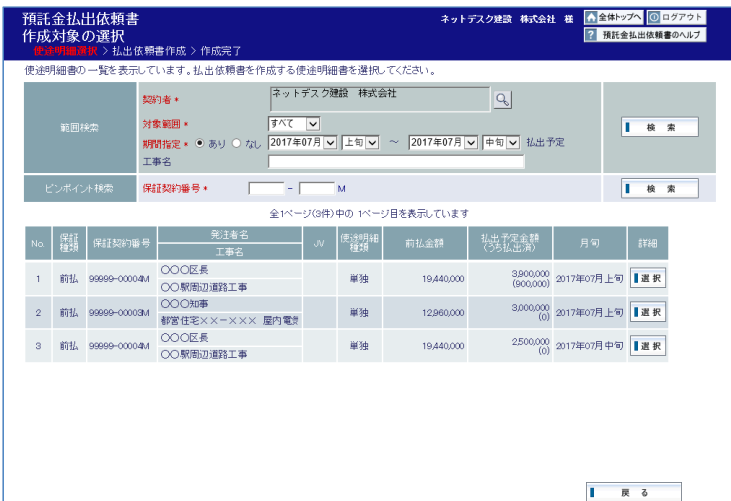 預託金払出依頼書
作成対象の選択
使途明細選択 > 払出依頼書作成 > 作成完了
ネットデスク建設 株式会社 様
全体トップへ ログアウト
? 預託金払出依頼書のヘルプ
使途明細書の一覧を表示しています。払出依頼書を作成する使途明細書を選択してください。
範囲検索
契約者 *
ネットデスク建設 株式会社
対象範囲 *
すべて
期間指定 * あり なし 2017年07月 上旬 ～ 2017年07月 中旬 払出予定
工事名
検 索
ピンポイント検索
保証契約番号 * - M
検 索
全1ページ(3件)中の 1ページ目を表示しています
No. 保証種類 保証契約番号 発注者名 工事名 JV 使途明細種類 前払金額 払出予定金額(うち払出済) 月旬 詳細
1 前払 99999-00004M 〇〇〇区長 〇〇駅周辺道路工事 単独 19,440,000 3,900,000 (900,000) 2017年07月上旬 選択
2 前払 99999-00003M 〇〇〇知事 都営住宅××-××× 屋内電気 単独 12,960,000 3,000,000 (0) 2017年07月上旬 選択
3 前払 99999-00004M 〇〇〇区長 〇〇駅周辺道路工事 単独 19,440,000 2,500,000 (0) 2017年07月中旬 選択
戻 る